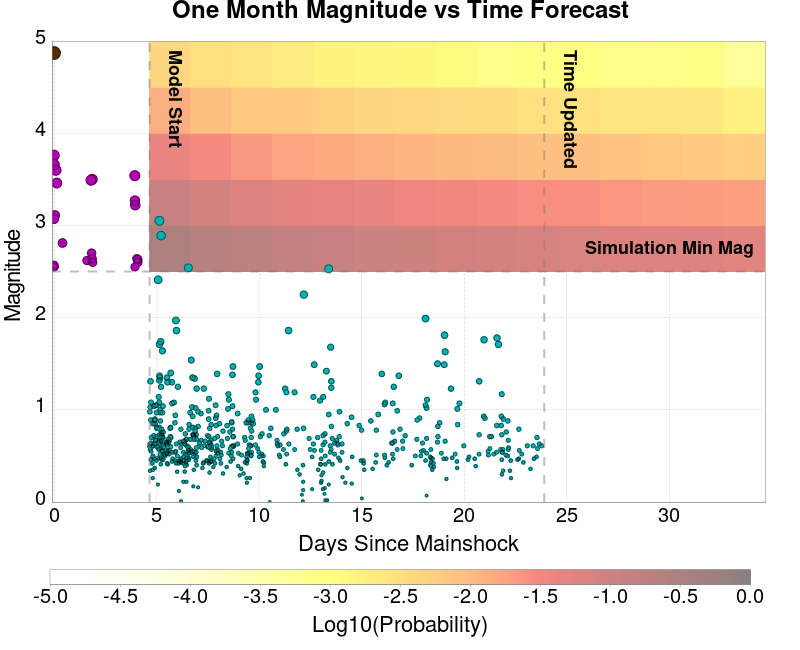 One Month Magnitude vs Time Forecast
5
4
3
2
1
0
Magnitude
Model Start
Time Updated
Simulation Min Mag
0 5 10 15 20 25 30
Days Since Mainshock
-5.0 -4.5 -4.0 -3.5 -3.0 -2.5 -2.0 -1.5 -1.0 -0.5 0.0
Log10(Probability)